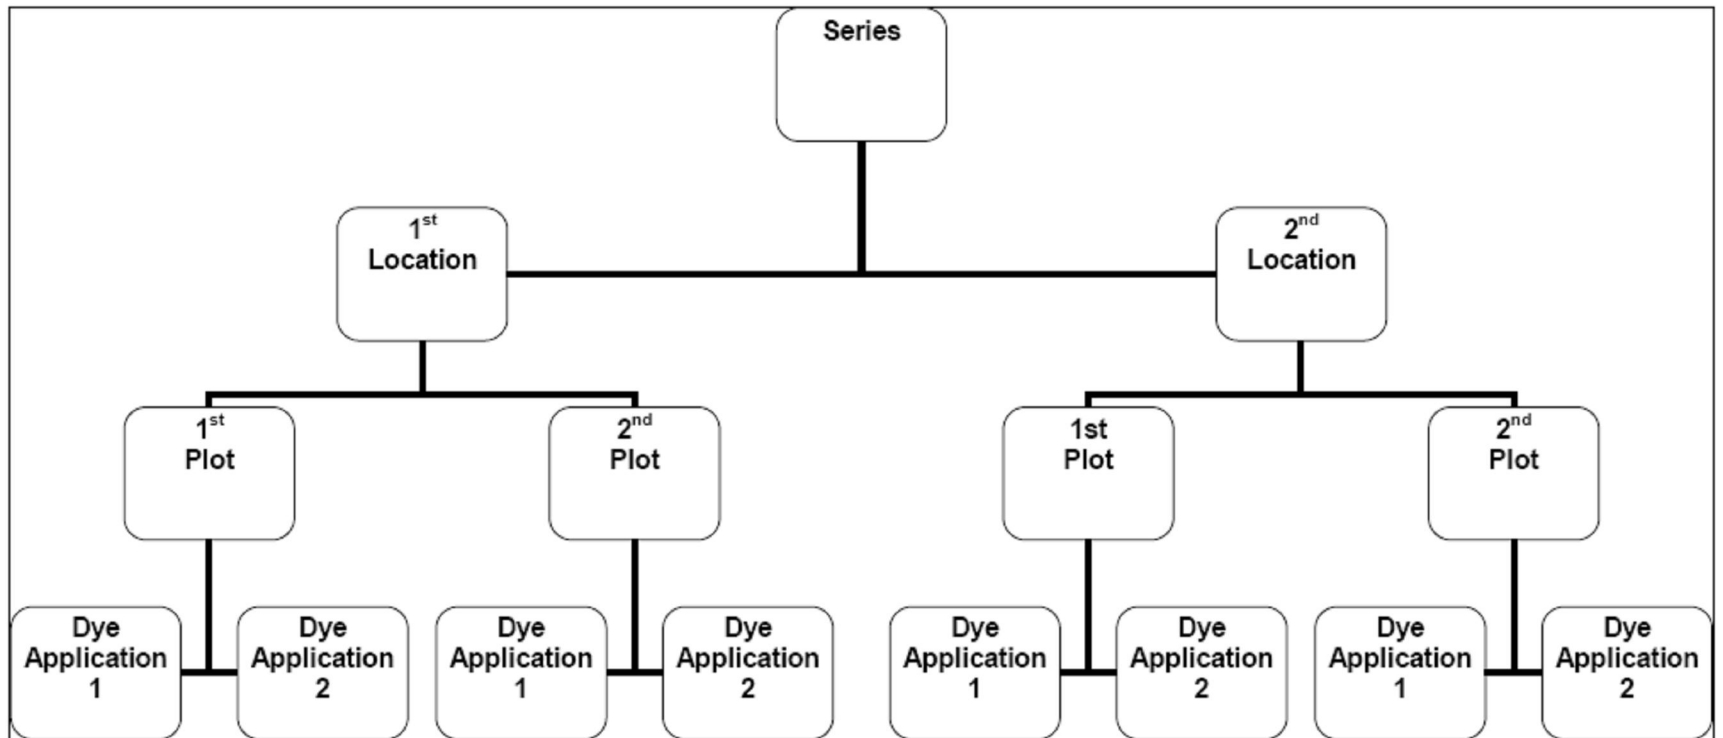 Series
1st
Location
2nd
Location
1st
Plot
2nd
Plot
1st
Plot
2nd
Plot
Dye
Application
1
Dye
Application
2
Dye
Application
1
Dye
Application
2
Dye
Application
1
Dye
Application
2
Dye
Application
1
Dye
Application
2